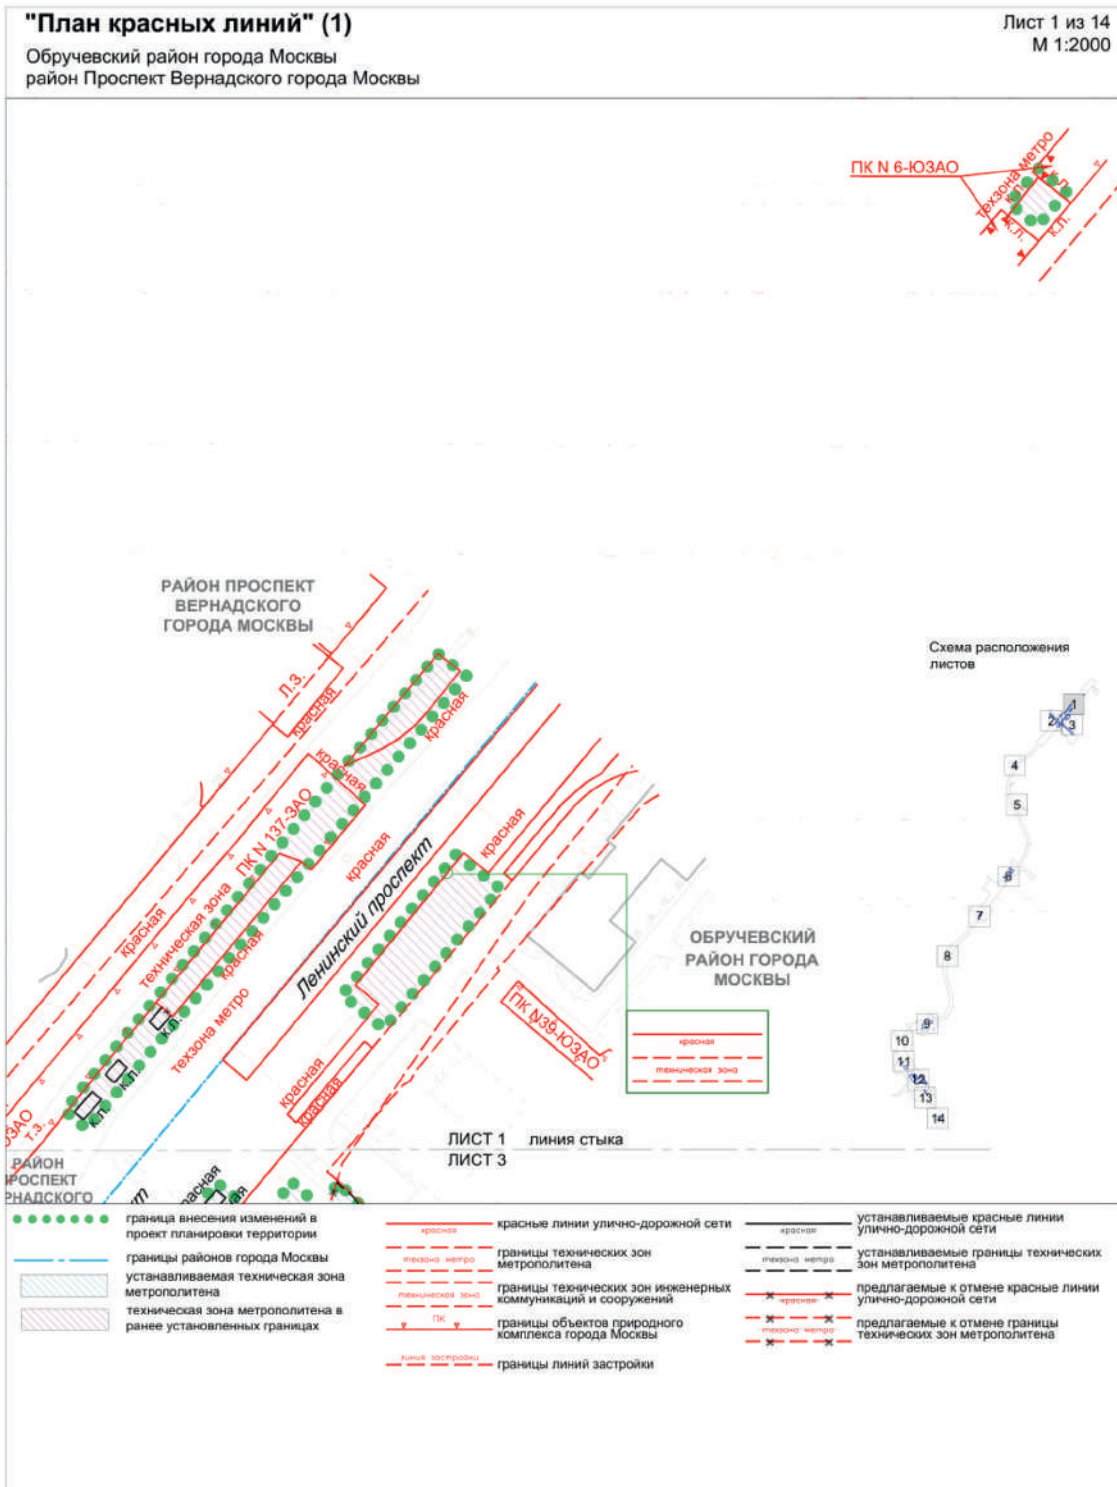 "План красных линий" (1)
Обручевский район города Москвы
район Проспект Вернадского города Москвы
Лист 1 из 14
М 1:2000
ПК N 6-ЮЗАО
техзона метро
к.л.
к.л.
к.л.
к.л.
РАЙОН ПРОСПЕКТ
ВЕРНАДСКОГО
ГОРОДА МОСКВЫ
Л.З.
красная
красная
красная
ПК N 137-ЗАО
красная
красная
техническая зона
красная
красная
Ленинский проспект
техзона метро
к.л.
к.л.
к.л.
Т.З.
ЮЗАО
красная
красная
ПК N39-ЮЗАО
ОБРУЧЕВСКИЙ
РАЙОН ГОРОДА
МОСКВЫ
красная
техническая зона
Схема расположения
листов
1
2
3
4
5
6
7
8
9
10
11
12
13
14
ЛИСТ 1 линия стыка
ЛИСТ 3
РАЙОН
РОСПЕКТ
РНАДСКОГО
т
расная
ая
граница внесения изменений в
проект планировки территории
границы районов города Москвы
устанавливаемая техническая зона
метрополитена
техническая зона метрополитена в
ранее установленных границах
красная
красные линии улично-дорожной сети
техзона метро
границы технических зон
метрополитена
техническая зона
границы технических зон инженерных
коммуникаций и сооружений
ПК
границы объектов природного
комплекса города Москвы
линия застройки
границы линий застройки
красная
устанавливаемые красные линии
улично-дорожной сети
техзона метро
устанавливаемые границы технических
зон метрополитена
красная
предлагаемые к отмене красные линии
улично-дорожной сети
техзона метро
предлагаемые к отмене границы
технических зон метрополитена